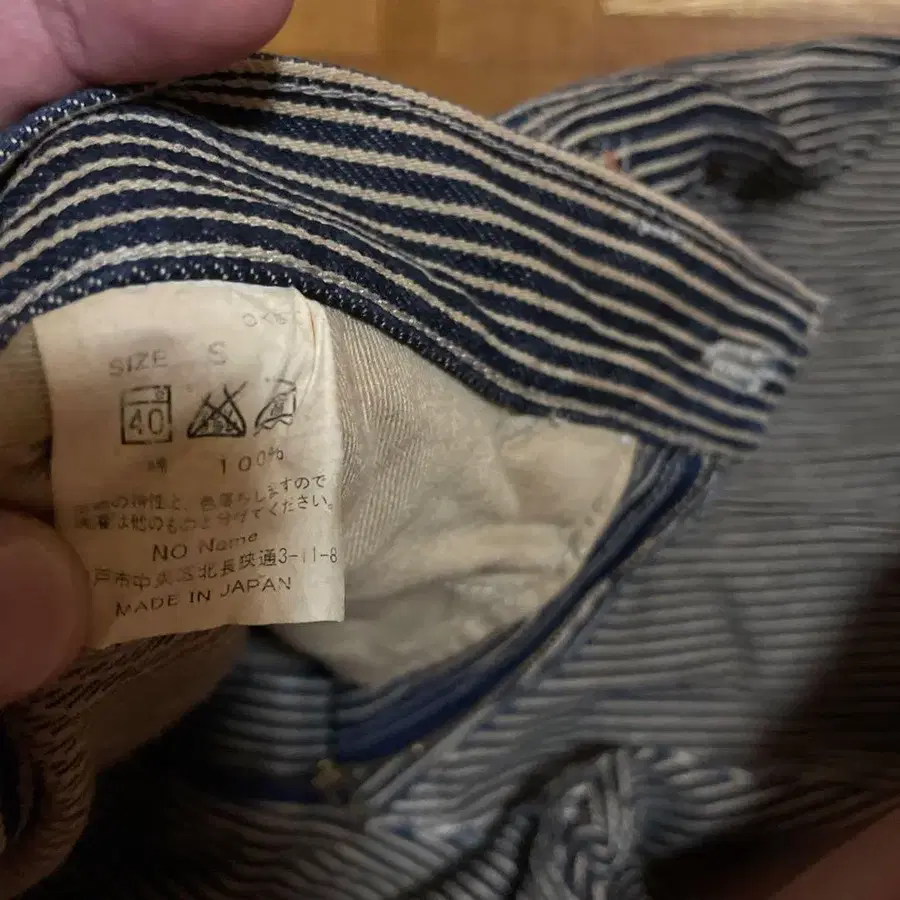 SIZE S
40
綿 100%
の特性と、色落ちしますので
は他のものと分けてください。
NO Name
戸市中央区北長狭通3-11-8
MADE IN JAPAN